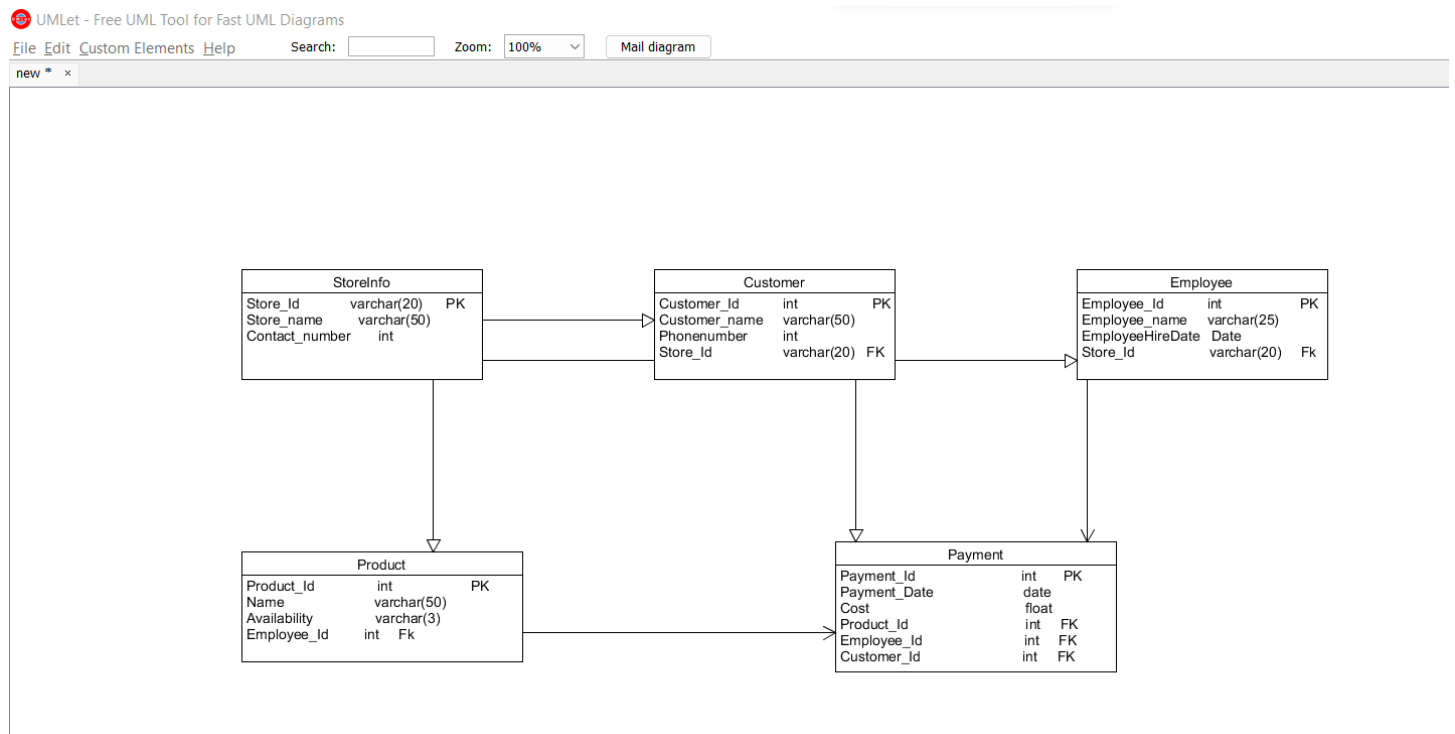 UMLet - Free UML Tool for Fast UML Diagrams
File Edit Custom Elements Help Search: Zoom: 100% Mail diagram
new * ×
StoreInfo
Store_Id varchar(20) PK
Store_name varchar(50)
Contact_number int
Customer
Customer_Id int PK
Customer_name varchar(50)
Phonenumber int
Store_Id varchar(20) FK
Employee
Employee_Id int PK
Employee_name varchar(25)
EmployeeHireDate Date
Store_Id varchar(20) Fk
Product
Product_Id int PK
Name varchar(50)
Availability varchar(3)
Employee_Id int Fk
Payment
Payment_Id int PK
Payment_Date date
Cost float
Product_Id int FK
Employee_Id int FK
Customer_Id int FK